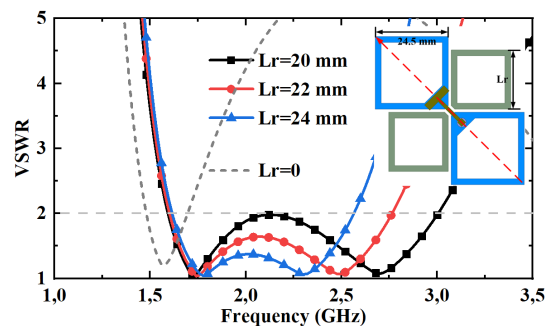 5
4
3
2
1
VSWR
1,0
1,5
2,0
2,5
3,0
3,5
Frequency (GHz)
Lr=20 mm
Lr=22 mm
Lr=24 mm
Lr=0
24.5 mm
Lr